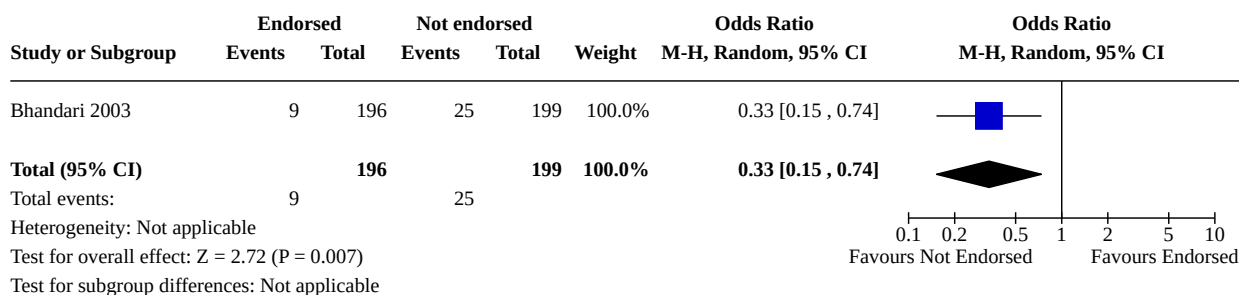 Endorsed Not endorsed Odds Ratio Odds Ratio
Study or Subgroup Events Total Events Total Weight M-H, Random, 95% CI M-H, Random, 95% CI
Bhandari 2003 9 196 25 199 100.0% 0.33 [0.15 , 0.74]
Total (95% CI) 196 199 100.0% 0.33 [0.15 , 0.74]
Total events: 9 25
Heterogeneity: Not applicable
0.1 0.2 0.5 1 2 5 10
Test for overall effect: Z = 2.72 (P = 0.007)
Favours Not Endorsed Favours Endorsed
Test for subgroup differences: Not applicable